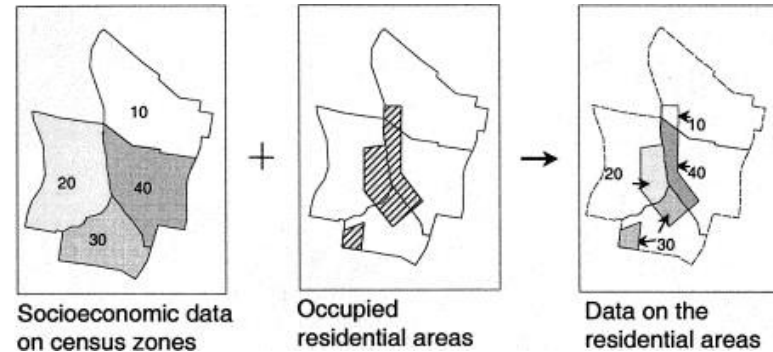 10
20
40
30
+
10
20
40
30
Socioeconomic data
on census zones
Occupied
residential areas
Data on the
residential areas